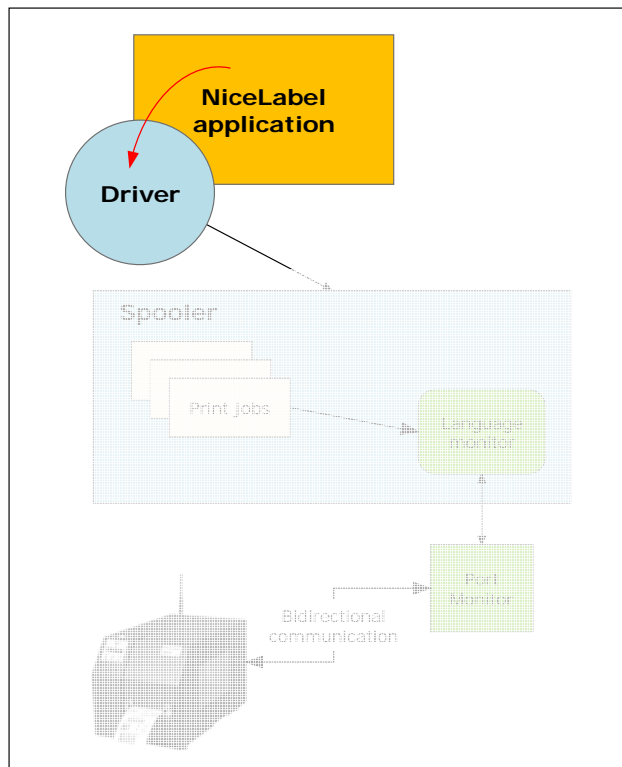 NiceLabel
application
Driver
Spooler
Print jobs
Language
monitor
Port
Monitor
Bidirectional
communication